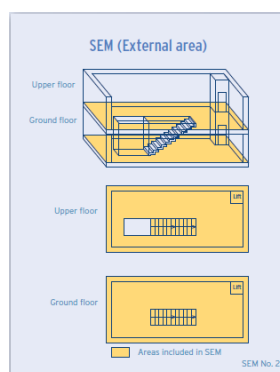 SEM (External area)
Upper floor
Ground floor
Lift
Upper floor
Lift
Ground floor
Areas included in SEM
SEM No. 2